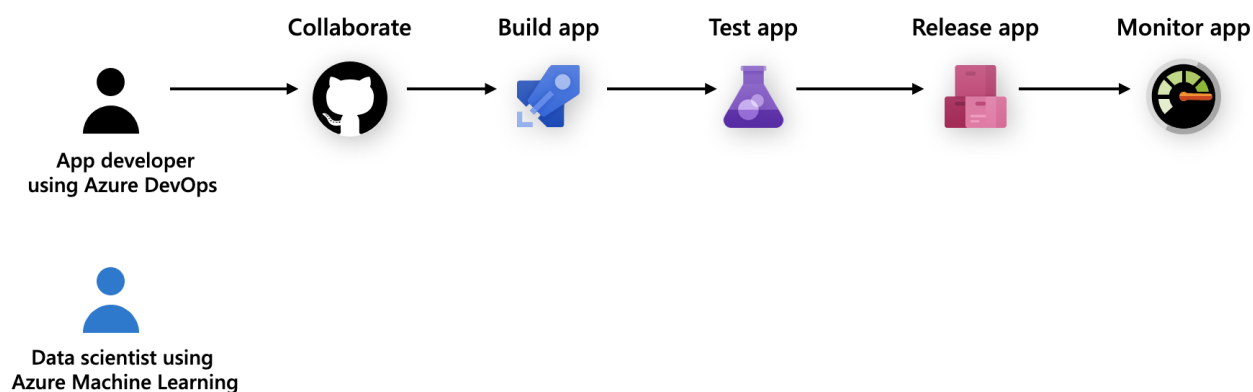 Collaborate
Build app
Test app
Release app
Monitor app
App developer
using Azure DevOps
Data scientist using
Azure Machine Learning